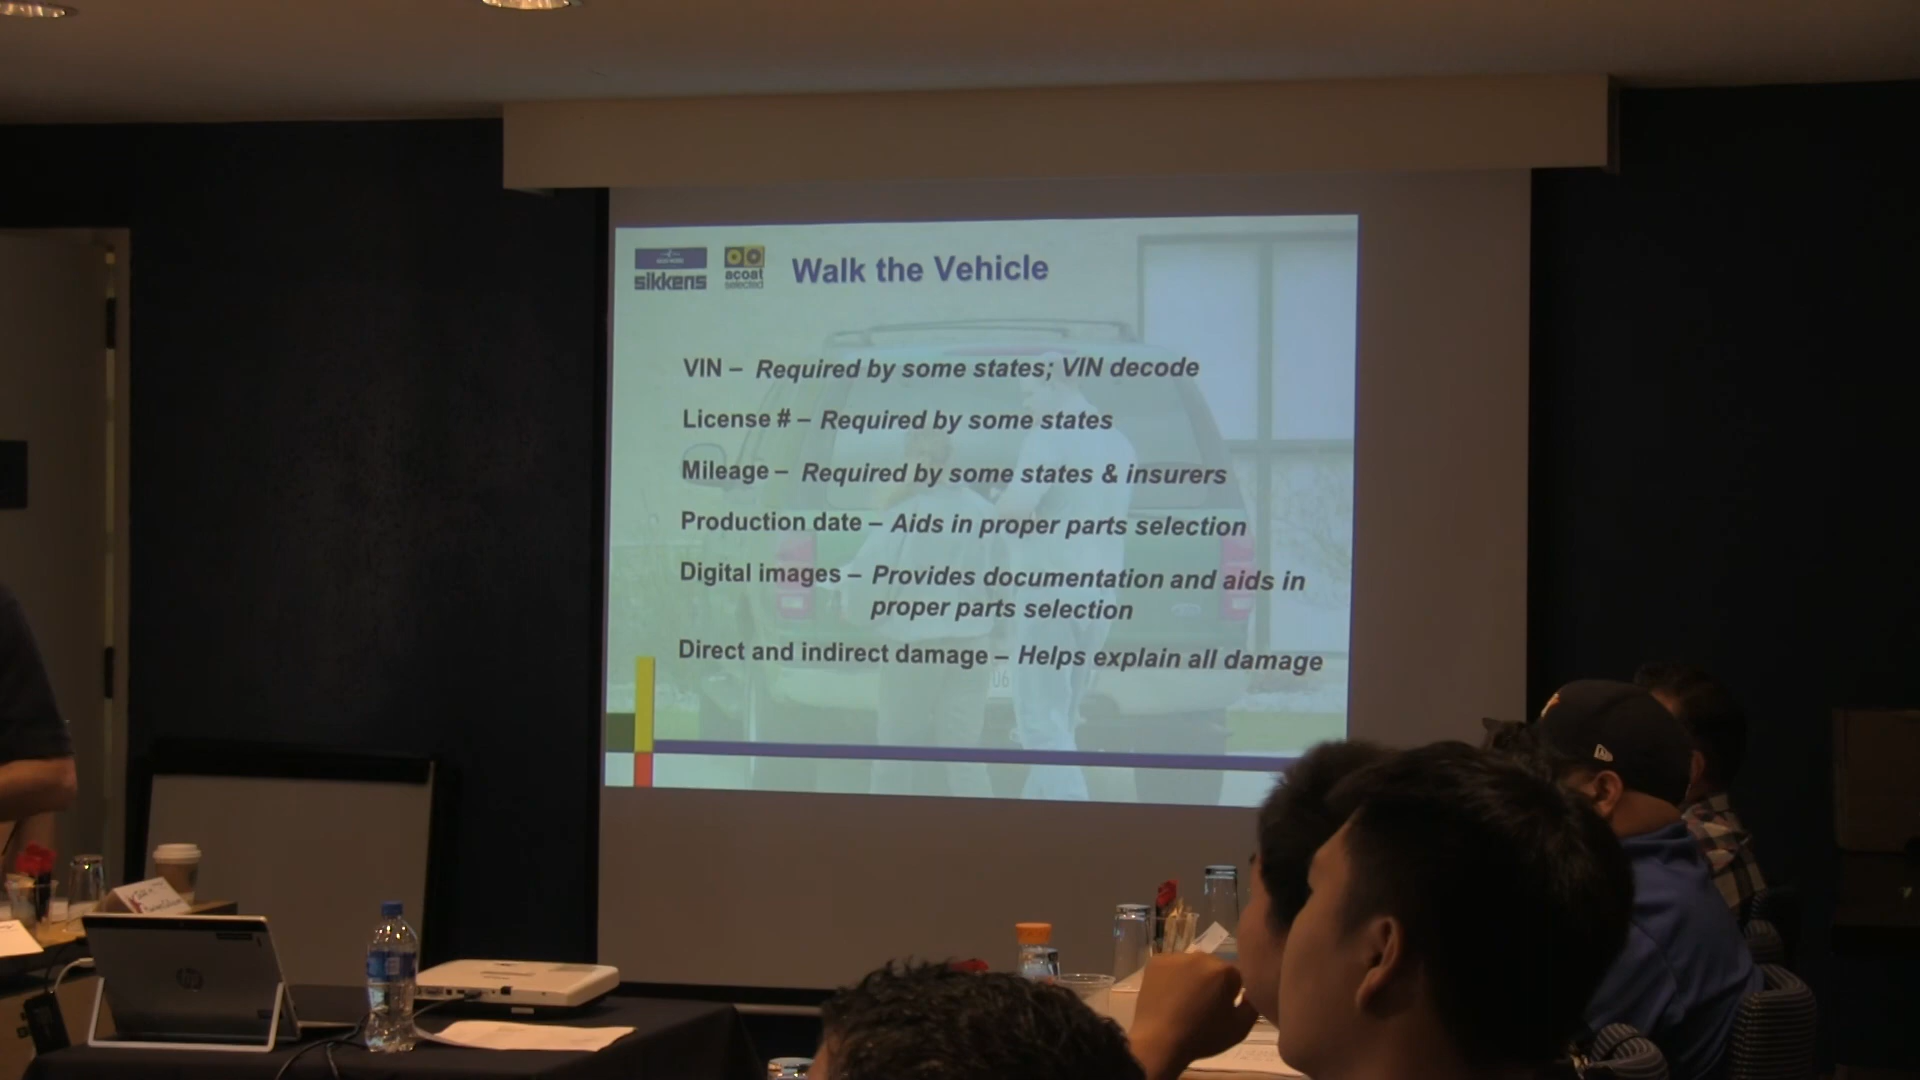 sikkens
acoat
selected
Walk the Vehicle
VIN – Required by some states; VIN decode
License # – Required by some states
Mileage – Required by some states & insurers
Production date – Aids in proper parts selection
Digital images – Provides documentation and aids in
proper parts selection
Direct and indirect damage – Helps explain all damage
06
hp